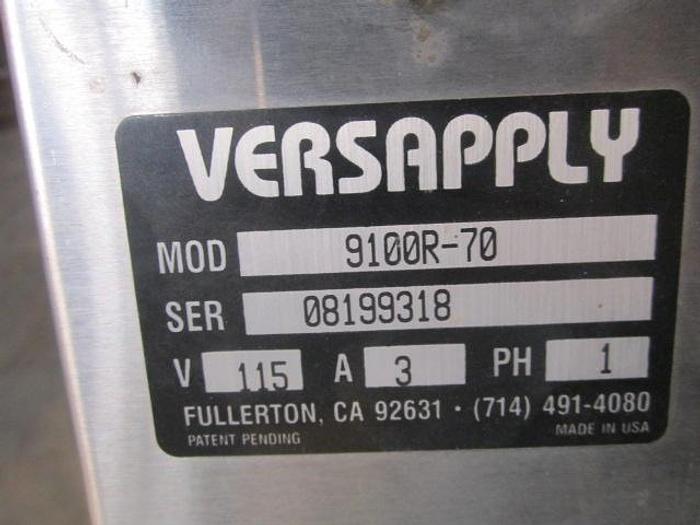 VERSAPPLY
MOD 9100R-70
SER 08199318
V 115 A 3 PH 1
FULLERTON, CA 92631 · (714) 491-4080
PATENT PENDING MADE IN USA